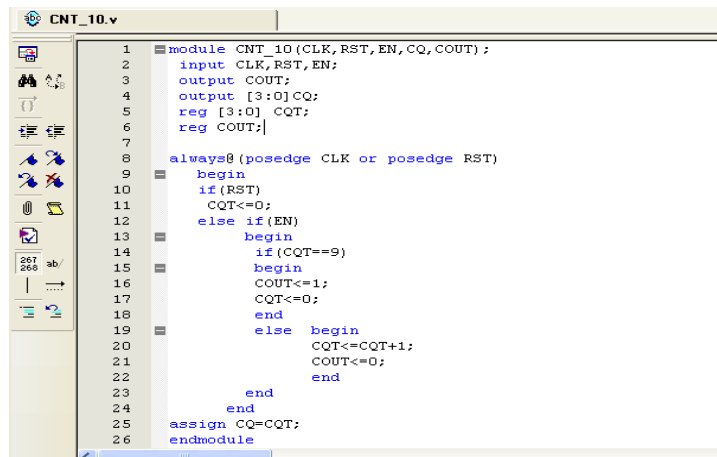 CNT_10.v
1 module CNT_10(CLK,RST,EN,CQ,COUT);
2 input CLK,RST,EN;
3 output COUT;
4 output [3:0]CQ;
5 reg [3:0] CQT;
6 reg COUT;
7
8 always@(posedge CLK or posedge RST)
9 begin
10 if(RST)
11 CQT<=0;
12 else if(EN)
13 begin
14 if(CQT==9)
15 begin
16 COUT<=1;
17 CQT<=0;
18 end
19 else begin
20 CQT<=CQT+1;
21 COUT<=0;
22 end
23 end
24 end
25 assign CQ=CQT;
26 endmodule
267
268 ab/